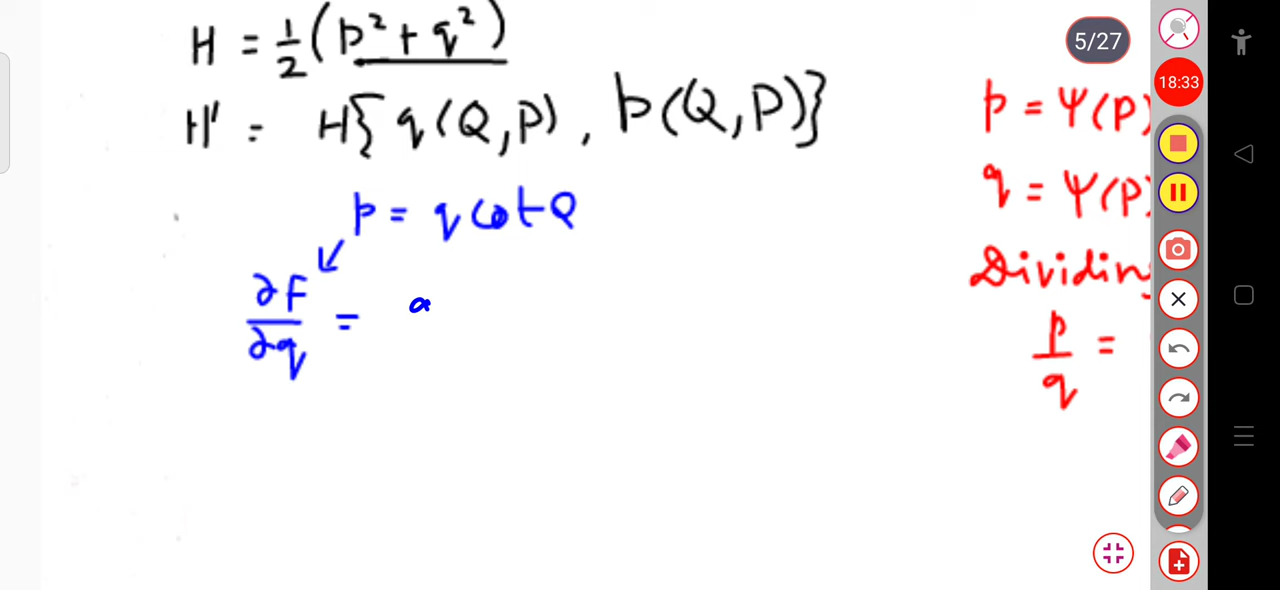 H = 1/2 (p² + q²)
H' = H{ q(Q,P), p(Q,P)}
p = q cot Q
∂F/∂q =
p = Ψ(P)
q = Ψ(P)
Dividin
p/q =
5/27
18:33